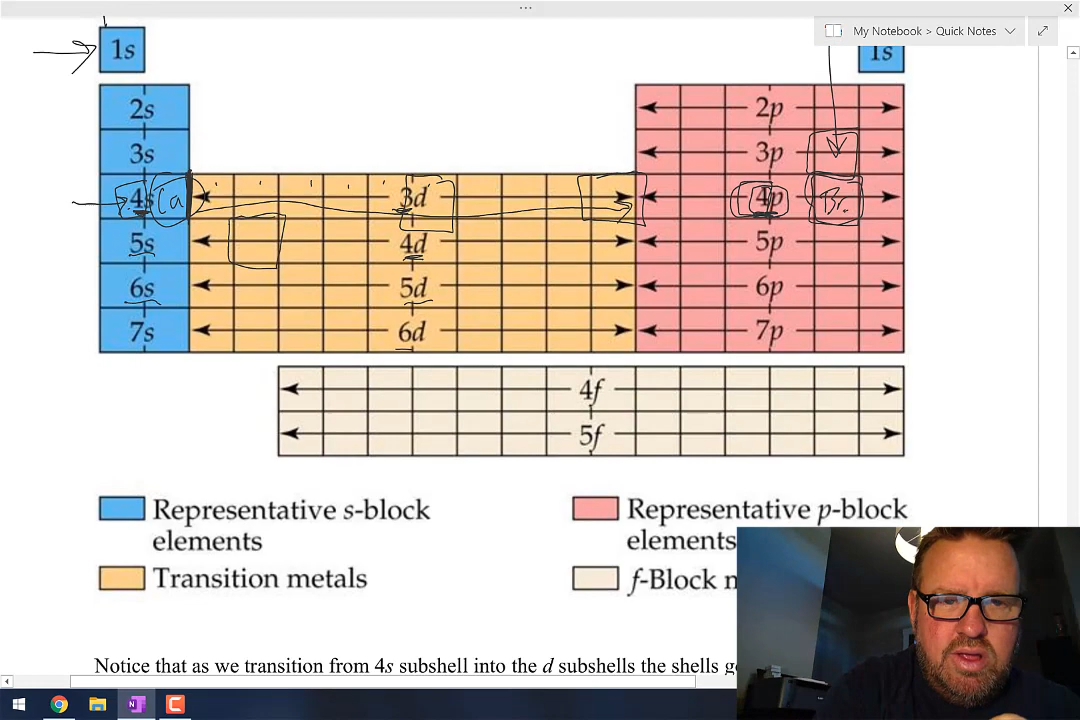 My Notebook > Quick Notes
1s
1s
2s
2p
3s
3p
4s
Ca
3d
4p
Br
5s
4d
5p
6s
5d
6p
7s
6d
7p
4f
5f
Representative s-block
elements
Representative p-block
elements
Transition metals
f-Block m
Notice that as we transition from 4s subshell into the d subshells the shells g